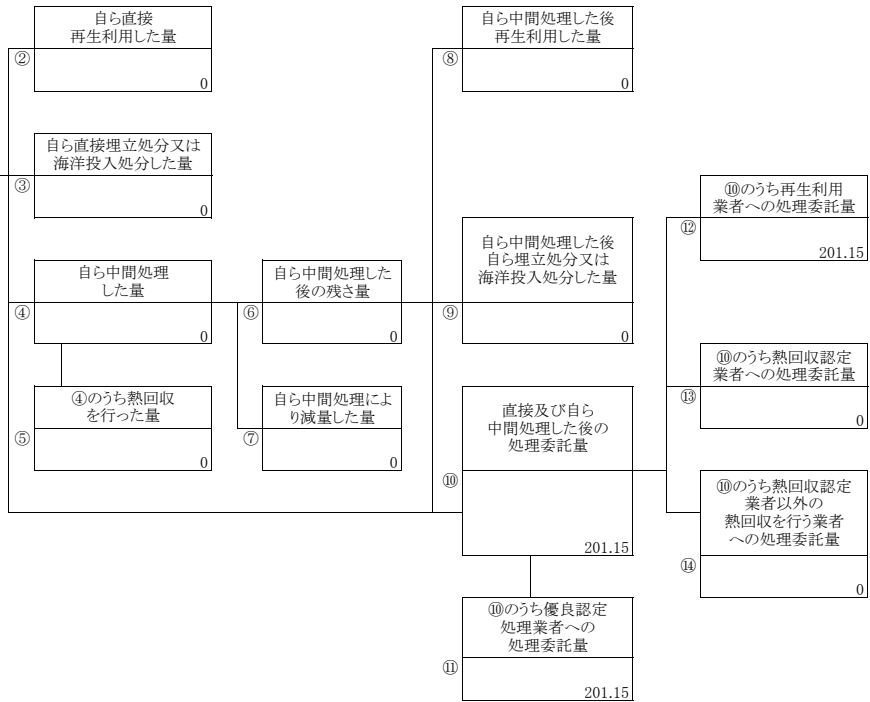 自ら直接
再生利用した量
②
0
自ら直接埋立処分又は
海洋投入処分した量
③
0
自ら中間処理
した量
④
0
④のうち熱回収
を行った量
⑤
0
自ら中間処理した
後の残さ量
⑥
0
自ら中間処理によ
り減量した量
⑦
0
自ら中間処理した後
再生利用した量
⑧
0
自ら中間処理した後
自ら埋立処分又は
海洋投入処分した量
⑨
0
直接及び自ら
中間処理した後の
処理委託量
⑩
201.15
⑩のうち優良認定
処理業者への
処理委託量
⑪
201.15
⑩のうち再生利用
業者への処理委託量
⑫
201.15
⑩のうち熱回収認定
業者への処理委託量
⑬
0
⑩のうち熱回収認定
業者以外の
熱回収を行う業者
への処理委託量
⑭
0